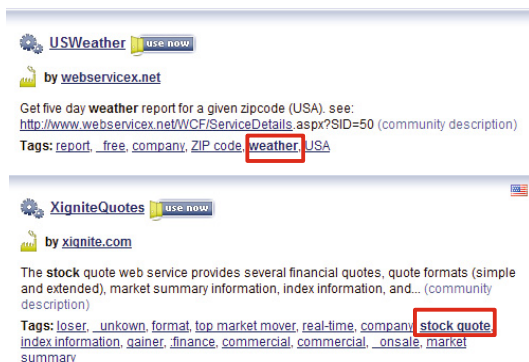 USWeather use now
by webservicex.net
Get five day weather report for a given zipcode (USA). see:
http://www.webservicex.net/WCF/ServiceDetails.aspx?SID=50 (community description)
Tags: report, _free, company, ZIP code, weather, USA
XigniteQuotes use now
by xignite.com
The stock quote web service provides several financial quotes, quote formats (simple
and extended), market summary information, index information, and... (community
description)
Tags: loser, _unkown, format, top market mover, real-time, company, stock quote,
index information, gainer, :finance, commercial, commercial, _onsale, market
summary